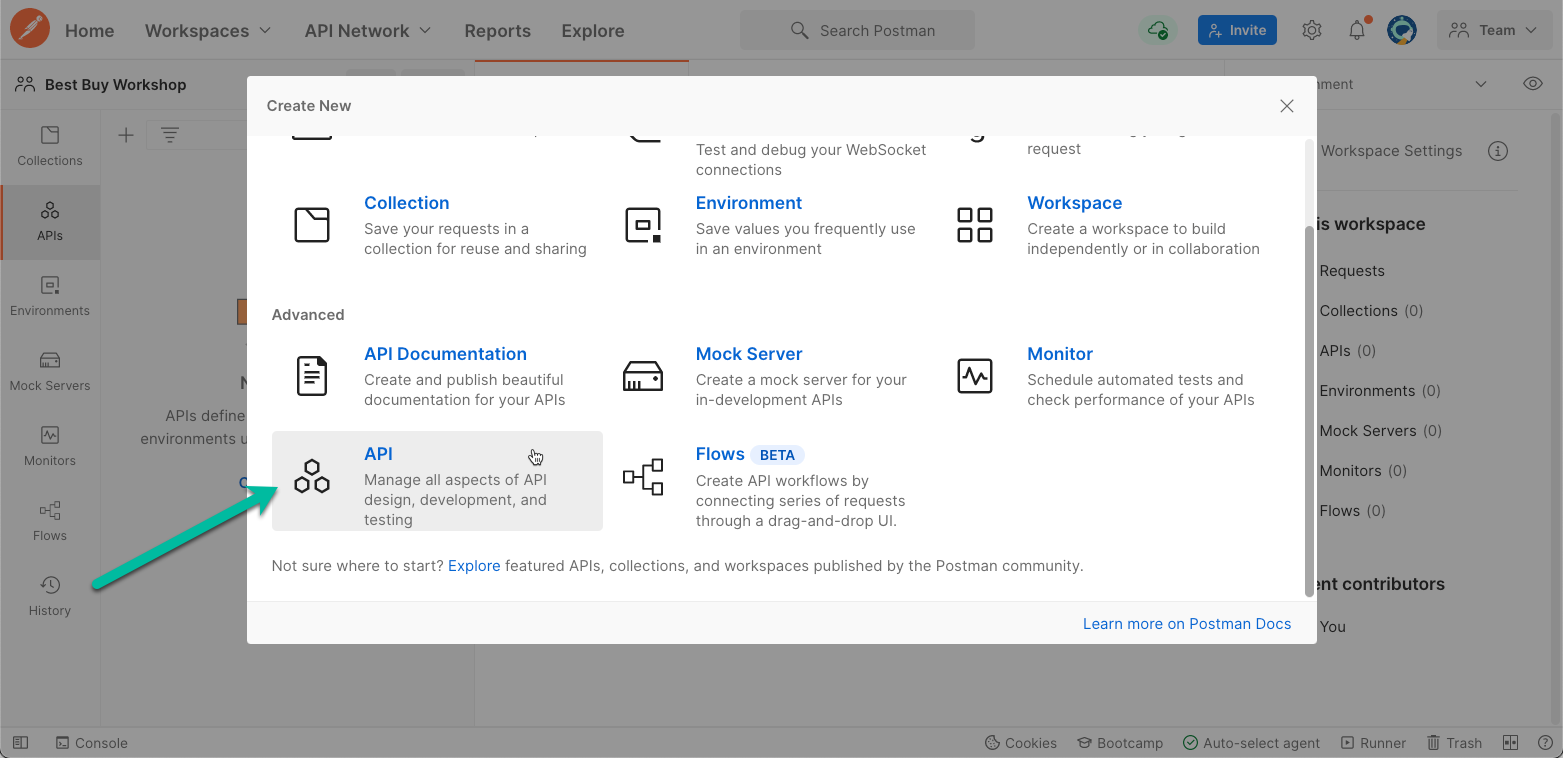 Home
Workspaces
API Network
Reports
Explore
Search Postman
Invite
Team
Best Buy Workshop
Create New
Collections
APIs
Environments
Mock Servers
Monitors
Flows
History
APIs define
environments
Test and debug your WebSocket
connections
request
Collection
Save your requests in a
collection for reuse and sharing
Environment
Save values you frequently use
in an environment
Workspace
Create a workspace to build
independently or in collaboration
Advanced
API Documentation
Create and publish beautiful
documentation for your APIs
Mock Server
Create a mock server for your
in-development APIs
Monitor
Schedule automated tests and
check performance of your APIs
API
Manage all aspects of API
design, development, and
testing
Flows BETA
Create API workflows by
connecting series of requests
through a drag-and-drop UI.
Not sure where to start? Explore featured APIs, collections, and workspaces published by the Postman community.
Learn more on Postman Docs
Workspace Settings
is workspace
Requests
Collections (0)
APIs (0)
Environments (0)
Mock Servers (0)
Monitors (0)
Flows (0)
contributors
You
Console
Cookies
Bootcamp
Auto-select agent
Runner
Trash